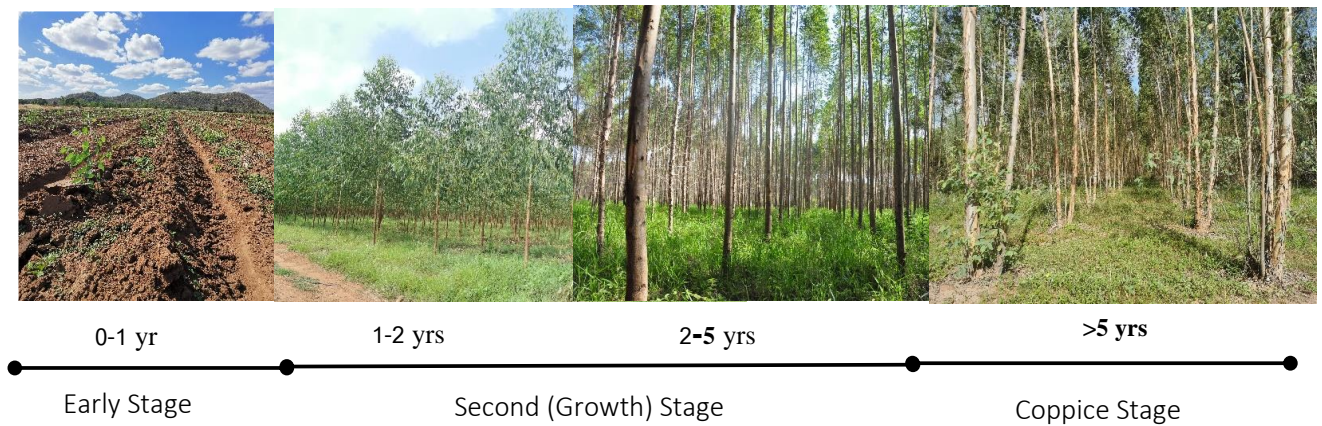 0-1 yr
1-2 yrs
2-5 yrs
>5 yrs
Early Stage
Second (Growth) Stage
Coppice Stage